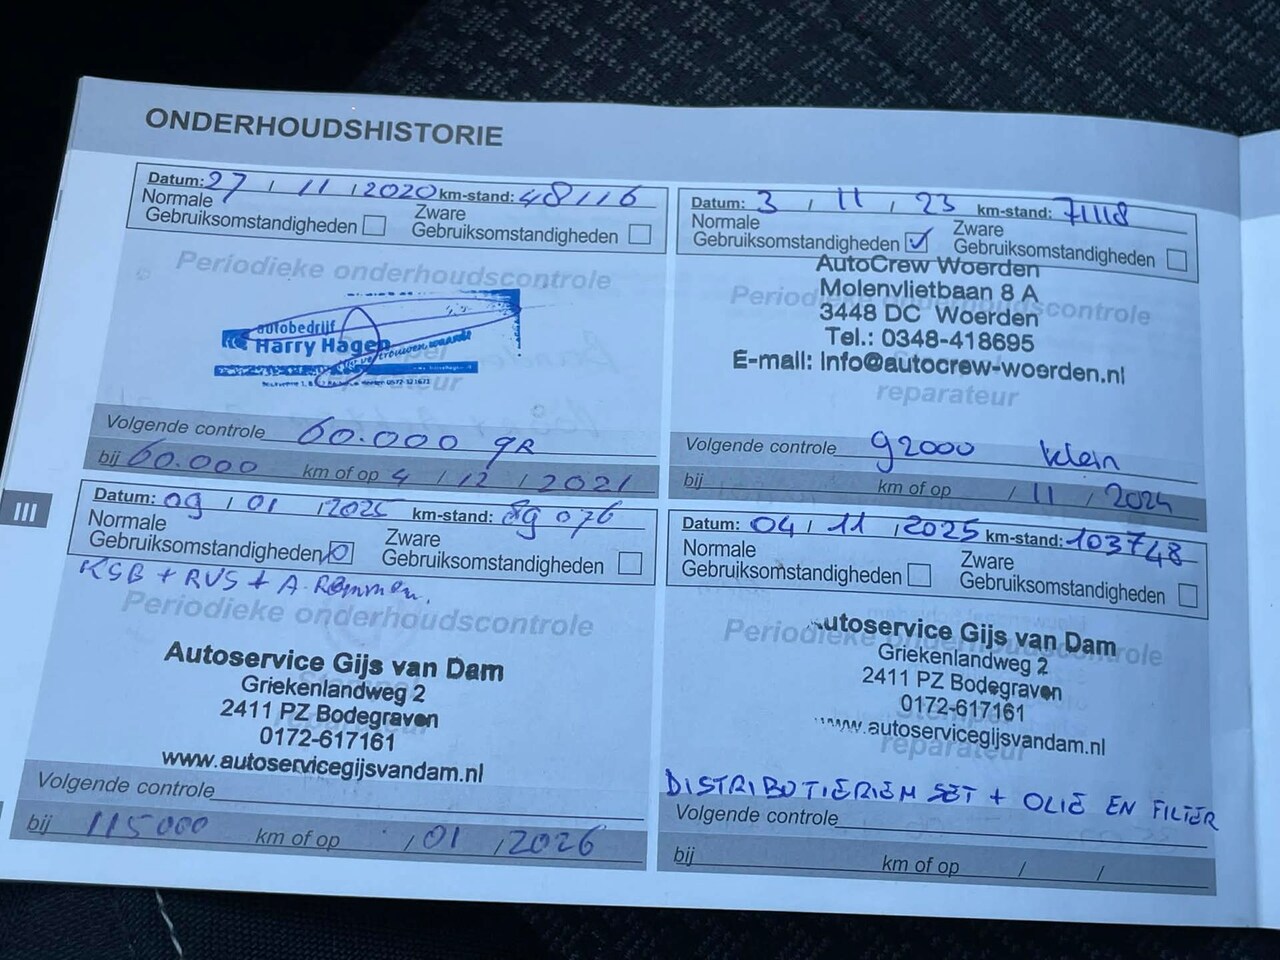 ONDERHOUDSHISTORIE
Datum: 27 / 11 / 2020 km-stand: 48116
Normale Gebruiksomstandigheden
Zware Gebruiksomstandigheden
Periodieke onderhoudscontrole
autobedrijf
Harry Hagen
Volgende controle 60.000 gR
bij 60.000 km of op 4 / 12 / 2021
Datum: 3 / 11 / 23 km-stand: 71118
Normale Gebruiksomstandigheden
Zware Gebruiksomstandigheden
Periodieke onderhoudscontrole
AutoCrew Woerden
Molenvlietbaan 8 A
3448 DC Woerden
Tel.: 0348-418695
E-mail: info@autocrew-woerden.nl
reparateur
Volgende controle 92000 klein
bij km of op / 11 / 2024
III
Datum: 09 / 01 / 2025 km-stand: 89076
Normale Gebruiksomstandigheden
Zware Gebruiksomstandigheden
KSB + RVS + A. Remmen.
Periodieke onderhoudscontrole
Autoservice Gijs van Dam
Griekenlandweg 2
2411 PZ Bodegraven
0172-617161
www.autoservicegijsvandam.nl
Volgende controle
bij 115000 km of op / 01 / 2026
Datum: 04 / 11 / 2025 km-stand: 103748
Normale Gebruiksomstandigheden
Zware Gebruiksomstandigheden
Periodieke onderhoudscontrole
utoservice Gijs van Dam
Griekenlandweg 2
2411 PZ Bodegraven
0172-617161
www.autoservicegijsvandam.nl
reparateur
DISTRIBUTIERIEM SET + OLIE EN FILTER
Volgende controle
bij km of op / /